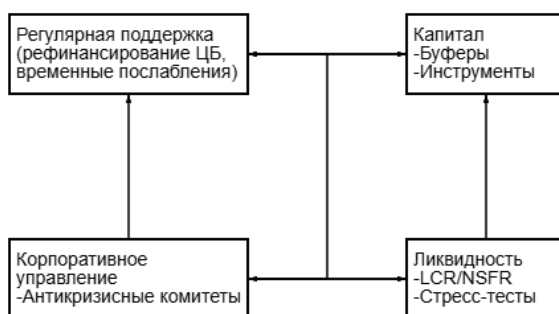 Регулярная поддержка
(рефинансирование ЦБ,
временные послабления)
Капитал
-Буферы
-Инструменты
Корпоративное
управление
-Антикризисные комитеты
Ликвидность
-LCR/NSFR
-Стресс-тесты